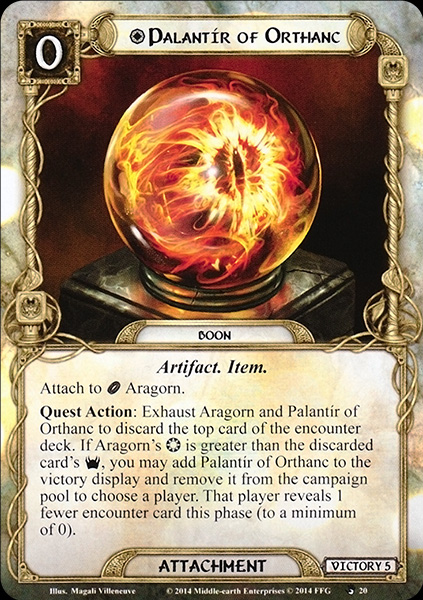 0
Palantír of Orthanc
BOON
Artifact. Item.
Attach to Aragorn.
Quest Action: Exhaust Aragorn and Palantír of
Orthanc to discard the top card of the encounter
deck. If Aragorn's is greater than the discarded
card's , you may add Palantír of Orthanc to the
victory display and remove it from the campaign
pool to choose a player. That player reveals 1
fewer encounter card this phase (to a minimum
of 0).
ATTACHMENT
VICTORY 5
Illus. Magali Villeneuve
© 2014 Middle-earth Enterprises © 2014 FFG
20